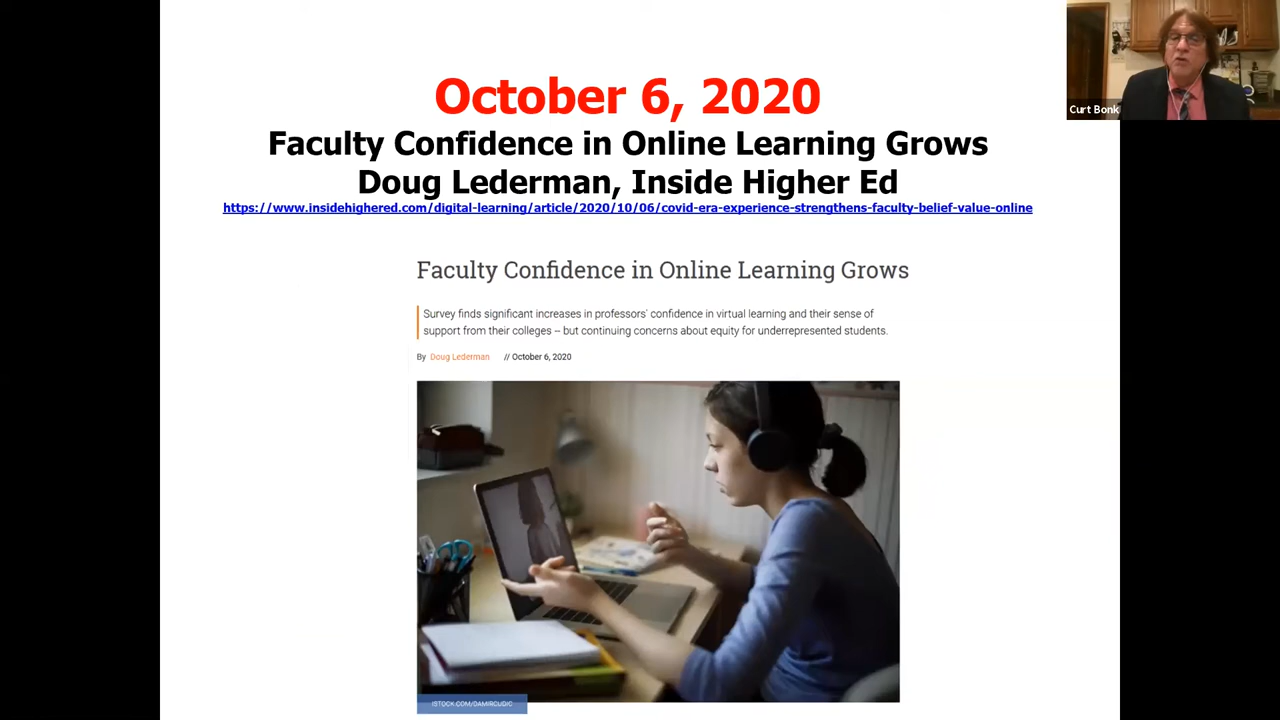 October 6, 2020
Faculty Confidence in Online Learning Grows
Doug Lederman, Inside Higher Ed
https://www.insidehighered.com/digital-learning/article/2020/10/06/covid-era-experience-strengthens-faculty-belief-value-online
Curt Bonk
Faculty Confidence in Online Learning Grows
Survey finds significant increases in professors' confidence in virtual learning and their sense of
support from their colleges – but continuing concerns about equity for underrepresented students.
By Doug Lederman // October 6, 2020
ISTOCK.COM/DAMIRCUDIC